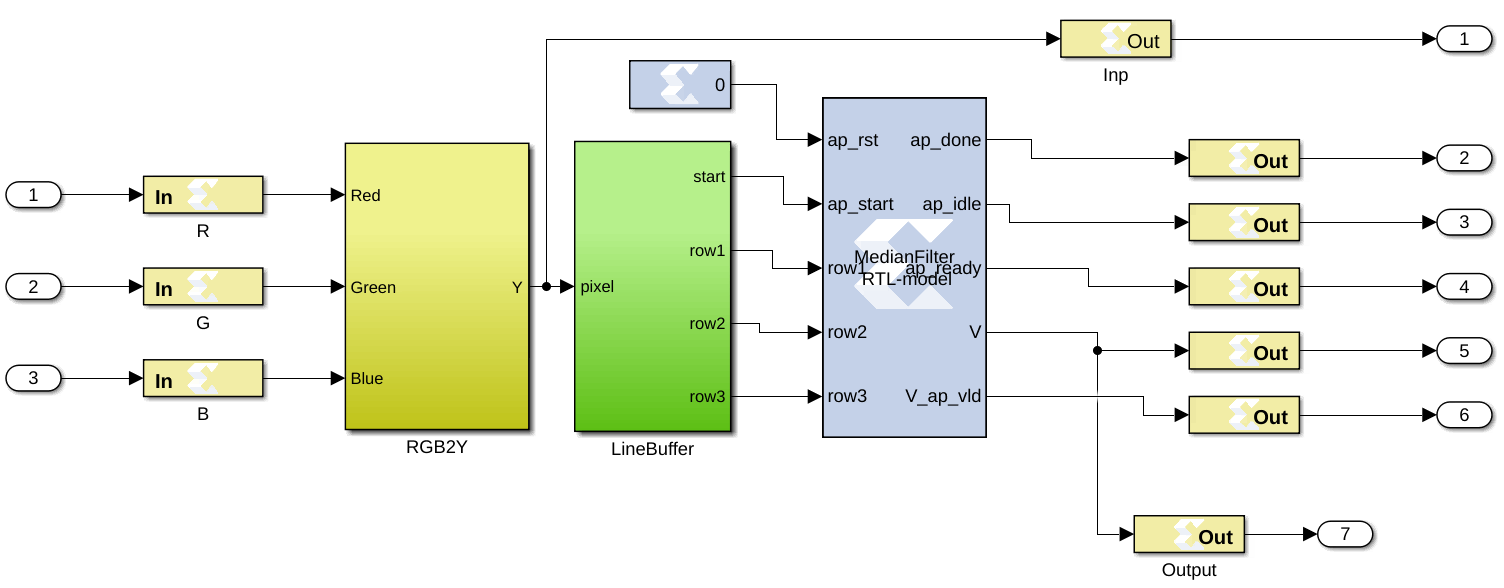 Out
1
Inp
0
ap_rst
ap_done
Out
2
start
ap_start
ap_idle
Out
3
1
In
R
Red
row1
row1
MedianFilter
RTL-model
ap_ready
Out
4
2
In
G
Green
Y
pixel
row2
row2
V
Out
5
3
In
B
Blue
row3
row3
V_ap_vld
Out
6
RGB2Y
LineBuffer
Out
7
Output